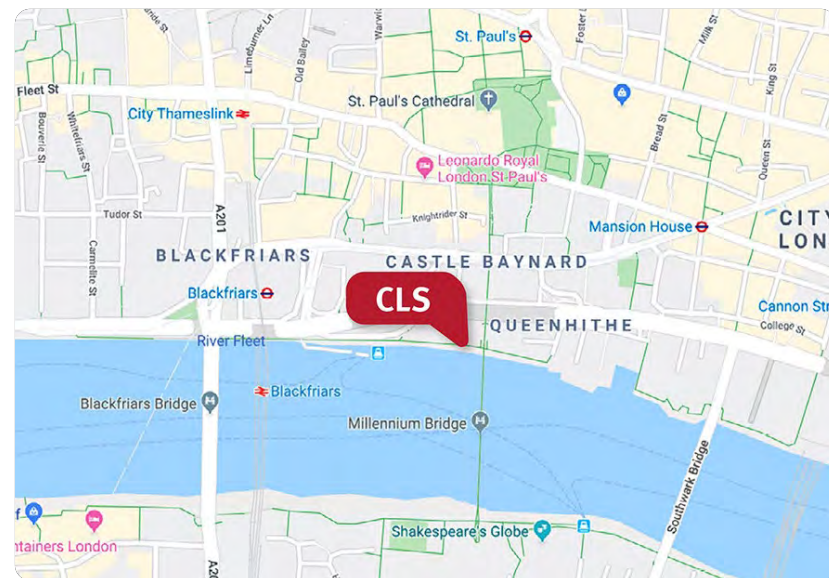 Limeburner Ln
Old Bailey
Foster
Milk St
King St
St. Paul's
Fleet St
St. Paul's Cathedral
City Thameslink
Bouverie St
Whitefriars St
Bread St
Queen St
Leonardo Royal
London St Paul's
Tudor St
A201
Knightrider St
Mansion House
CITY
LON
Carmelite St
BLACKFRIARS
CASTLE BAYNARD
Blackfriars
CLS
Cannon Str
QUEENHITHE
College St
River Fleet
Blackfriars
Blackfriars Bridge
Millennium Bridge
Southwark Bridge
Shakespeare's Globe
f
ntainers London
A20